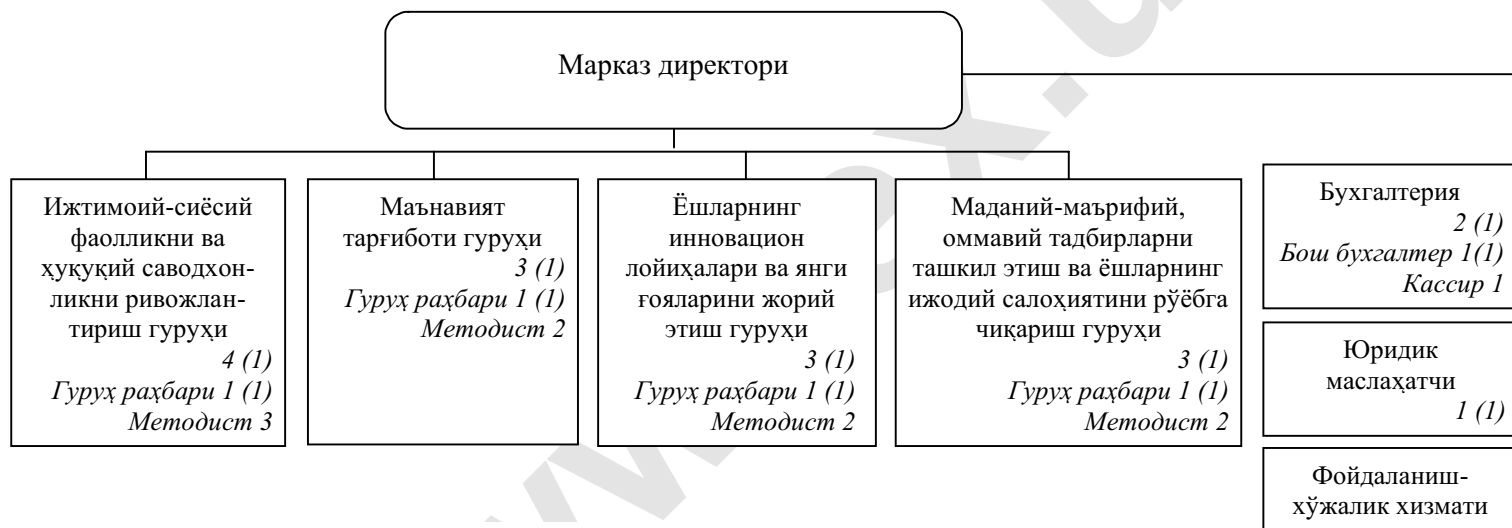 Марказ директори
Ижтимоий-сиёсий
фаолликни ва
ҳуқуқий саводхон-
ликни ривожлан-
тириш гуруҳи
4 (1)
Гуруҳ раҳбари 1 (1)
Методист 3
Маънавият
тарғиботи гуруҳи
3 (1)
Гуруҳ раҳбари 1 (1)
Методист 2
Ёшларнинг
инновацион
лойиҳалари ва янги
ғояларини жорий
этиш гуруҳи
3 (1)
Гуруҳ раҳбари 1 (1)
Методист 2
Маданий-маърифий,
оммавий тадбирларни
ташкил этиш ва ёшларнинг
ижодий салоҳиятини рўёбга
чиқариш гуруҳи
3 (1)
Гуруҳ раҳбари 1 (1)
Методист 2
Бухгалтерия
2 (1)
Бош бухгалтер 1(1)
Кассир 1
Юридик
маслаҳатчи
1 (1)
Фойдаланиш-
хўжалик хизмати